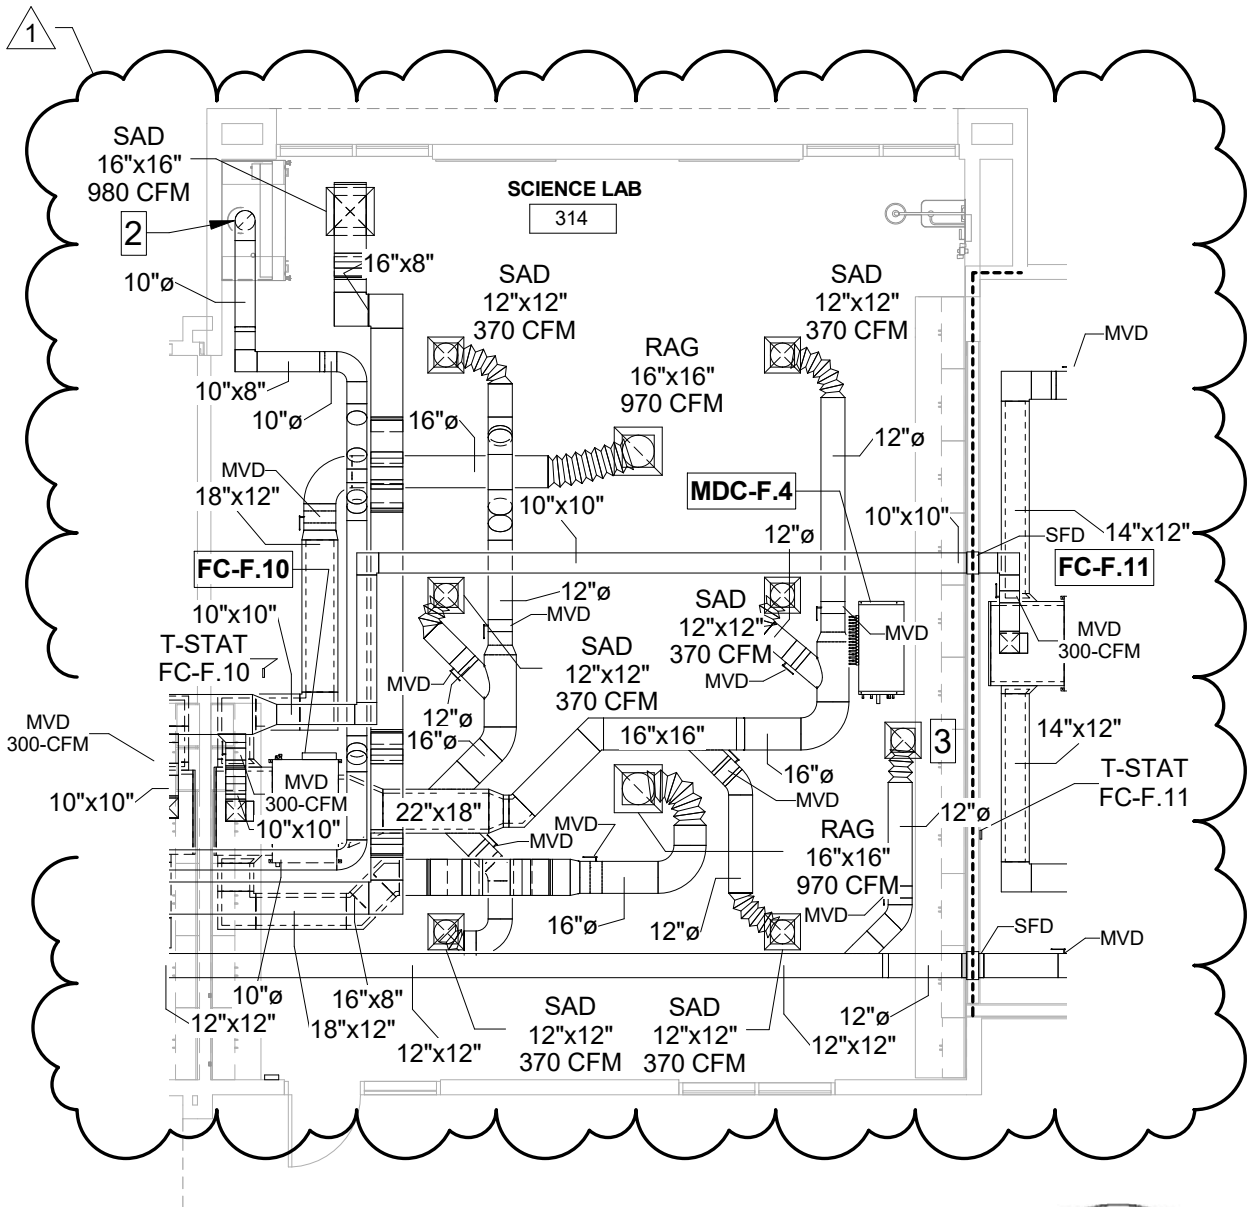 1
SAD
16"x16"
980 CFM
2
SCIENCE LAB
314
16"x8"
10"ø
SAD
12"x12"
370 CFM
SAD
12"x12"
370 CFM
MVD
RAG
16"x16"
970 CFM
10"x8"
10"ø
16"ø
12"ø
MVD
18"x12"
MDC-F.4
10"x10"
10"x10"
12"ø
14"x12"
SFD
FC-F.10
FC-F.11
12"ø
MVD
10"x10"
SAD
12"x12"
370 CFM
MVD
MVD
300-CFM
T-STAT
FC-F.10
SAD
12"x12"
370 CFM
MVD
MVD
12"ø
MVD
300-CFM
16"ø
16"x16"
3
14"x12"
16"ø
T-STAT
FC-F.11
MVD
300-CFM
10"x10"
10"x10"
22"x18"
MVD
MVD
MVD
12"ø
RAG
16"x16"
970 CFM
MVD
16"ø
12"ø
SFD
MVD
10"ø
16"x8"
12"x12"
18"x12"
12"x12"
SAD
12"x12"
370 CFM
SAD
12"x12"
370 CFM
12"ø
12"x12"